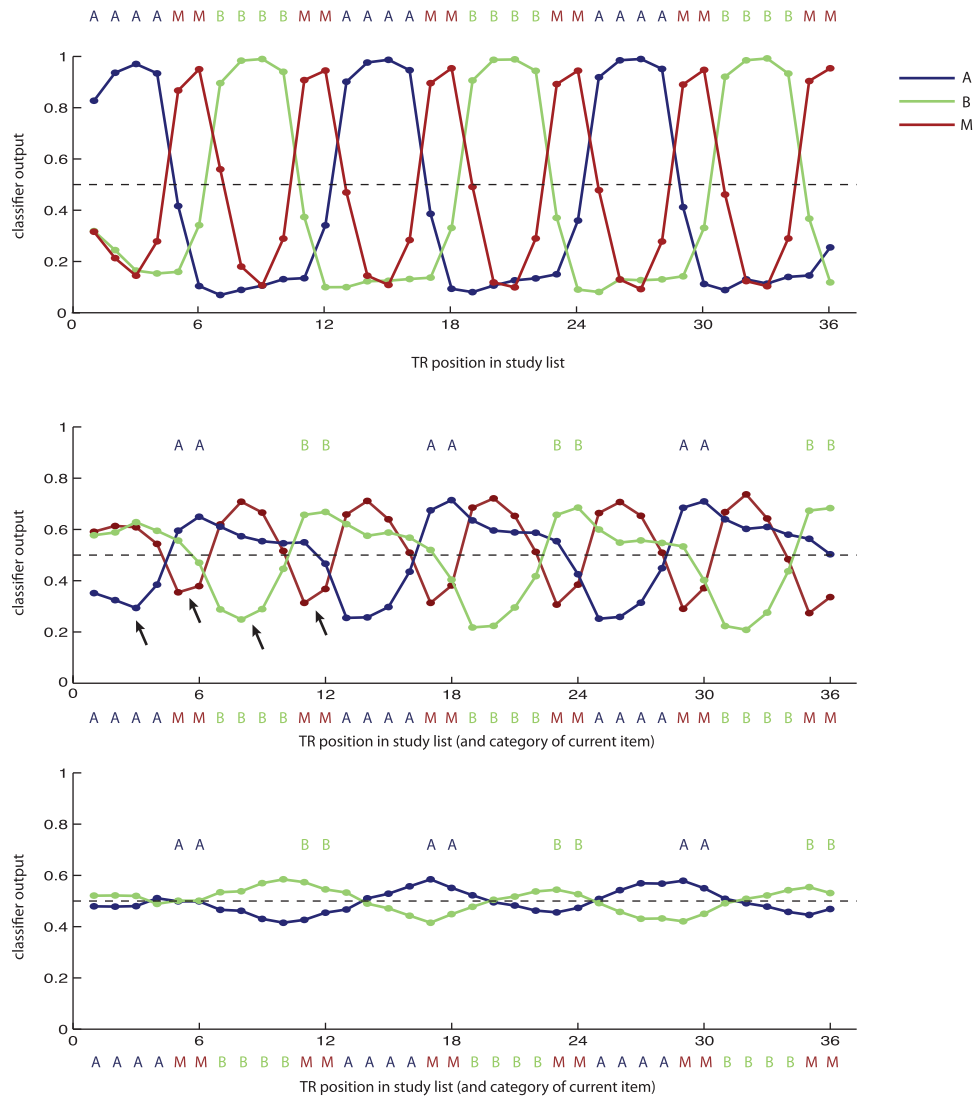 A A A A M M B B B B M M A A A A M M B B B B M M A A A A M M B B B B M M
1
0.8
0.6
0.4
0.2
0
classifier output
0 6 12 18 24 30 36
TR position in study list
A
B
M
1
0.8
0.6
0.4
0.2
0
classifier output
A A B B A A B B A A B B
0 6 12 18 24 30 36
A A A A M M B B B B M M A A A A M M B B B B M M A A A A M M B B B B M M
TR position in study list (and category of current item)
1
0.8
0.6
0.4
0.2
0
classifier output
A A B B A A B B A A B B
0 6 12 18 24 30 36
A A A A M M B B B B M M A A A A M M B B B B M M A A A A M M B B B B M M
TR position in study list (and category of current item)